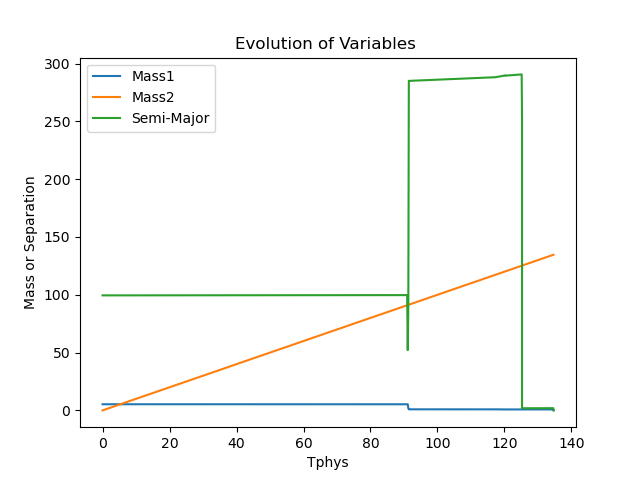 Evolution of Variables
Mass1
Mass2
Semi-Major
Mass or Separation
300
250
200
150
100
50
0
0 20 40 60 80 100 120 140
Tphys